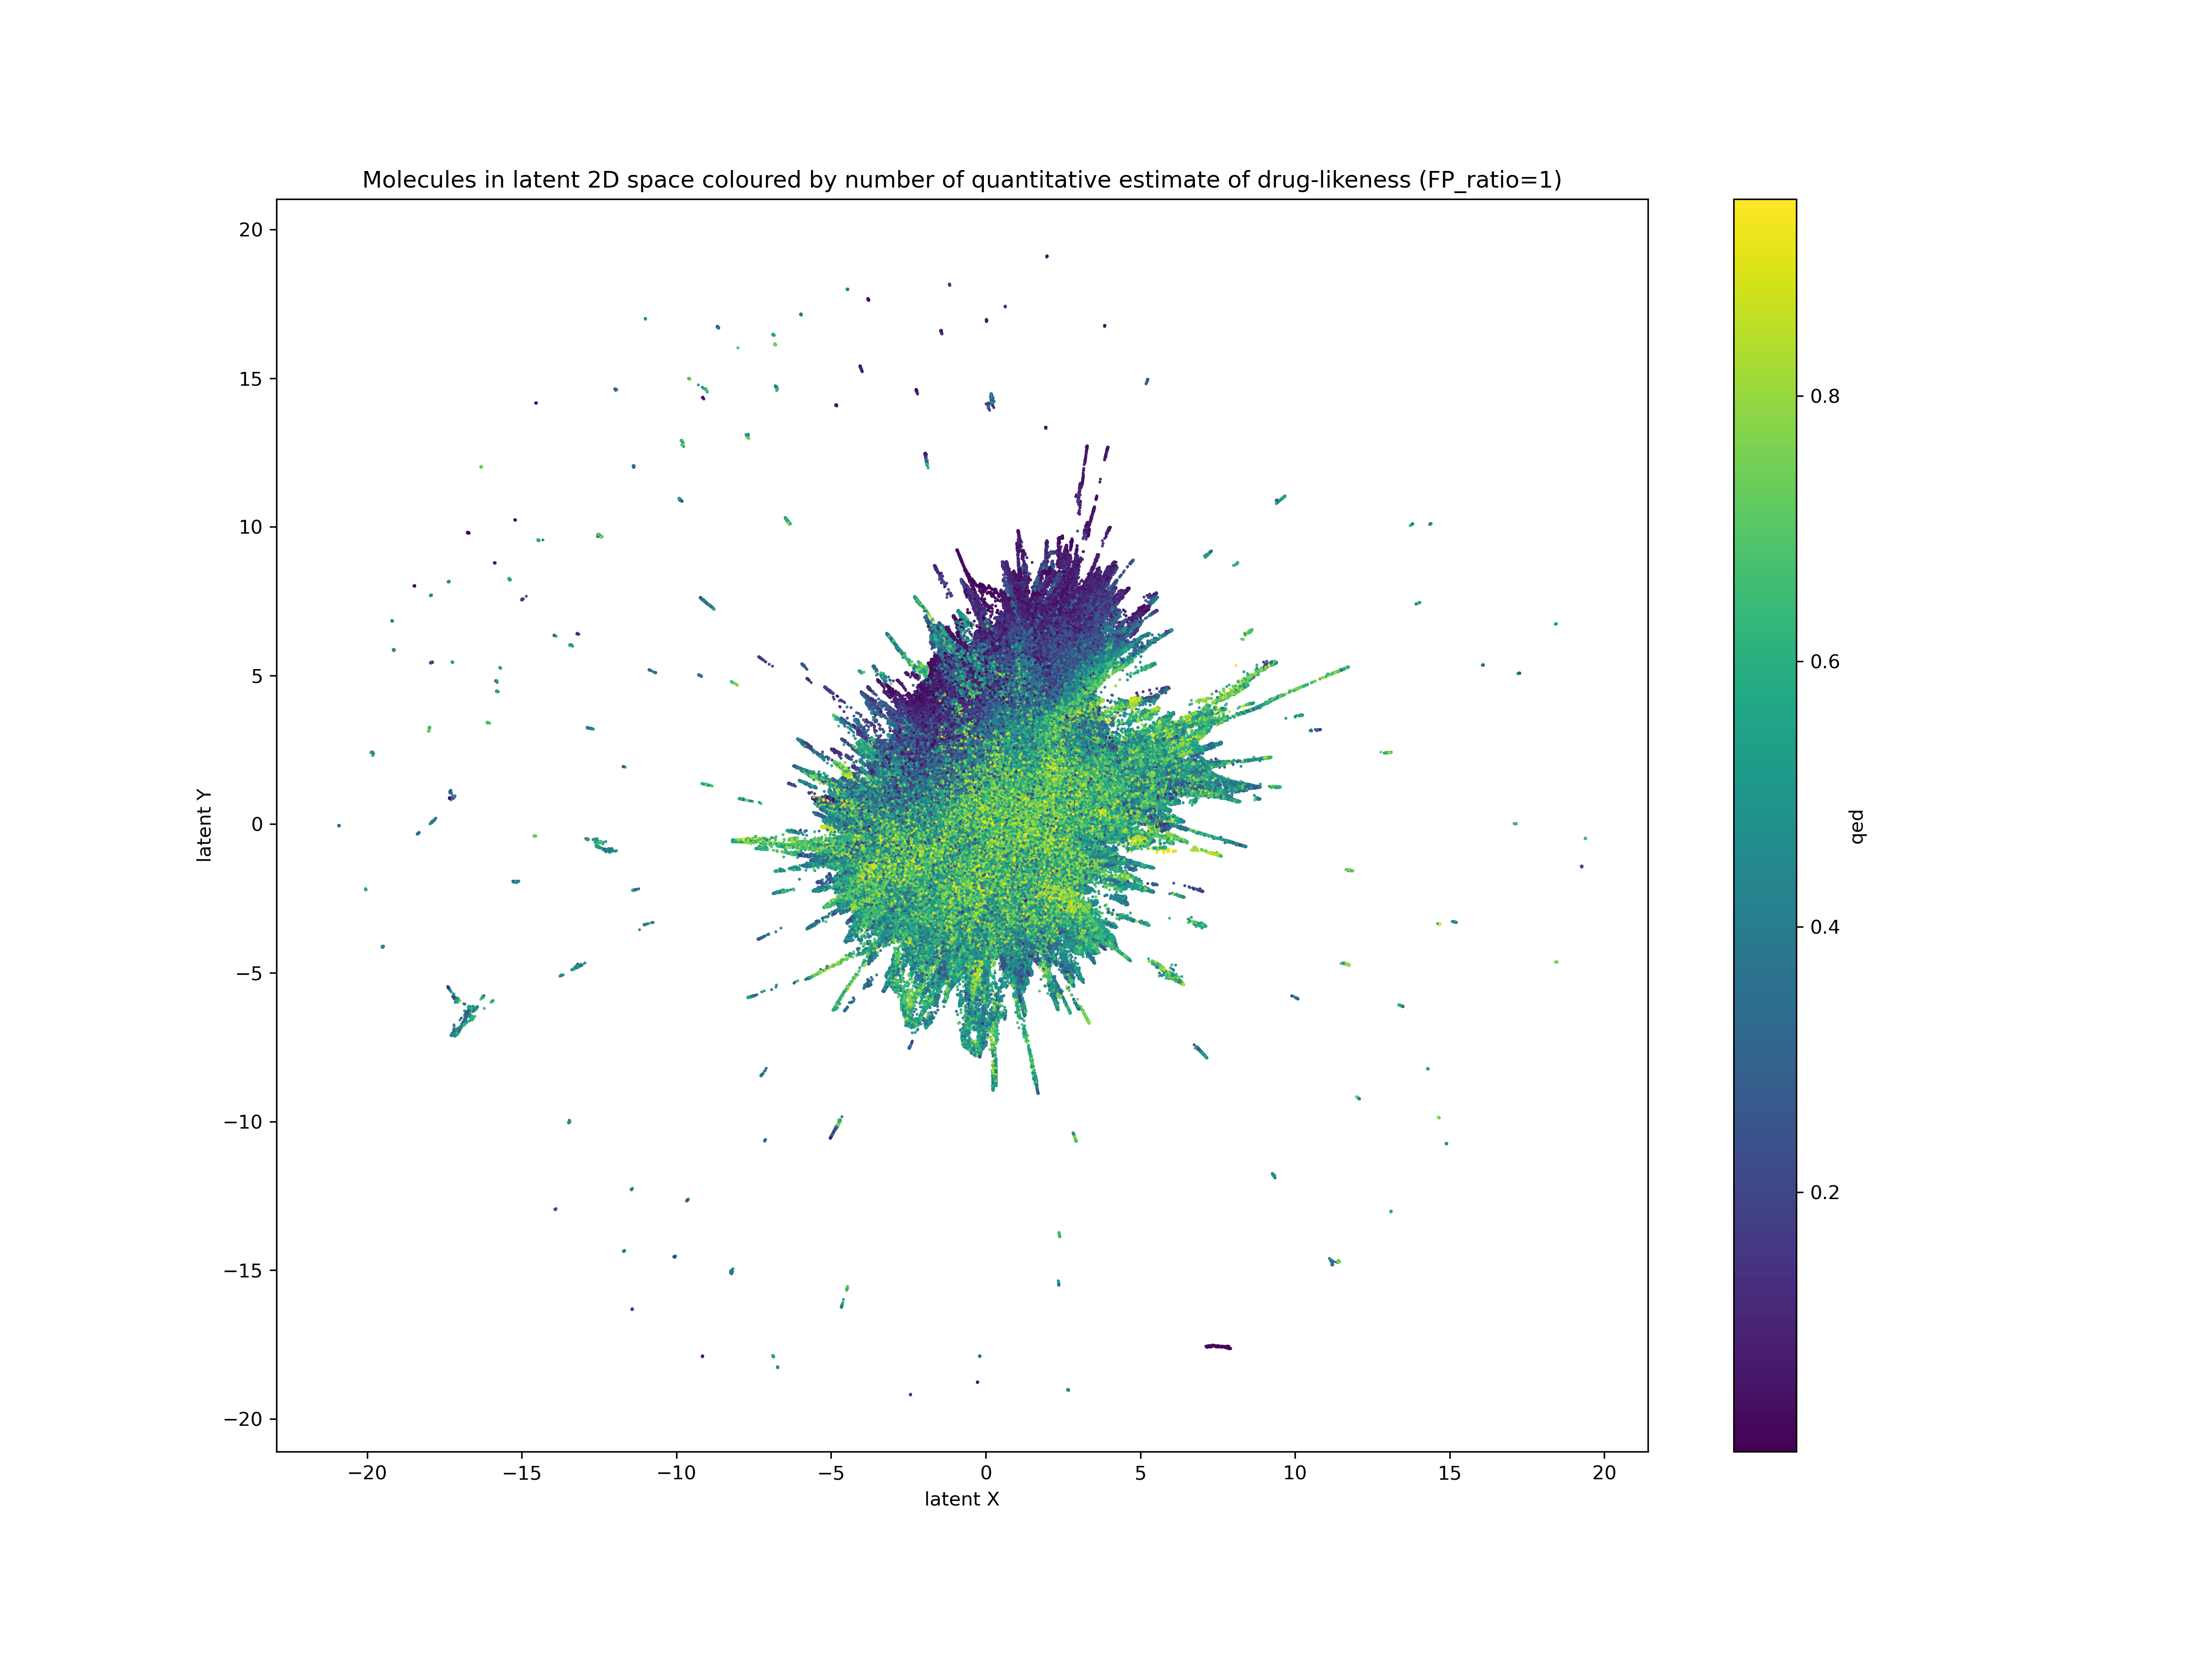 Molecules in latent 2D space coloured by number of quantitative estimate of drug-likeness (FP_ratio=1)
20
15
10
5
0
−5
−10
−15
−20
latent Y
−20 −15 −10 −5 0 5 10 15 20
latent X
0.8
0.6
0.4
0.2
qed